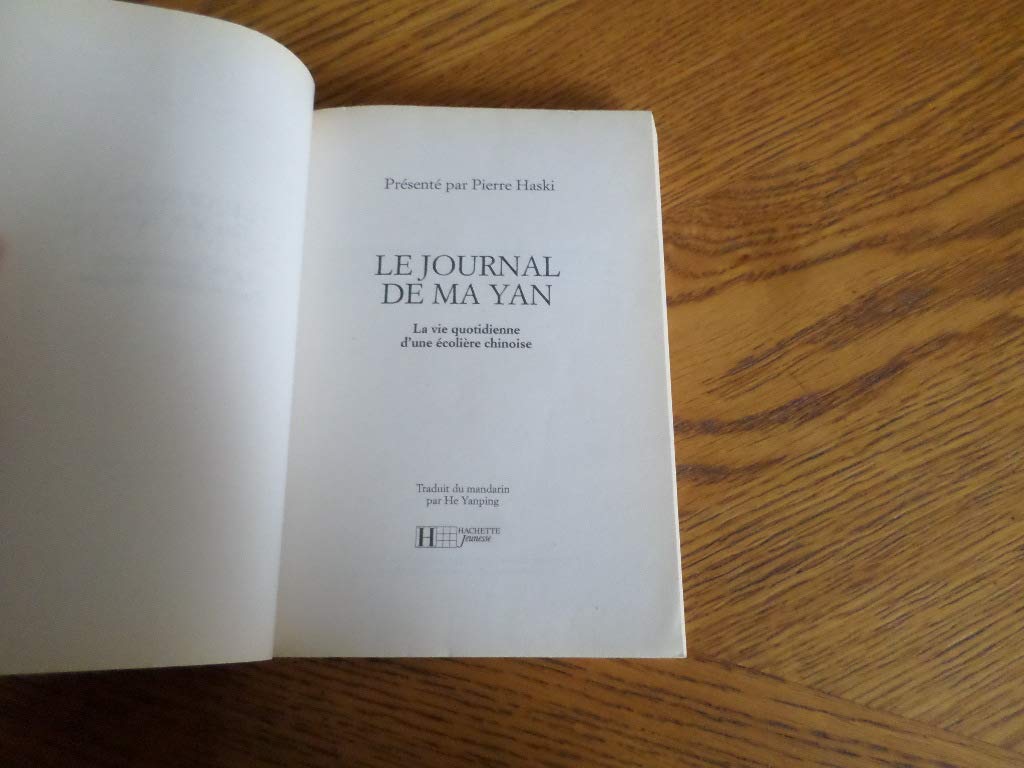 Présenté par Pierre Haski
LE JOURNAL
DE MA YAN
La vie quotidienne
d'une écolière chinoise
Traduit du mandarin
par He Yanping
H HACHETTE
Jeunesse